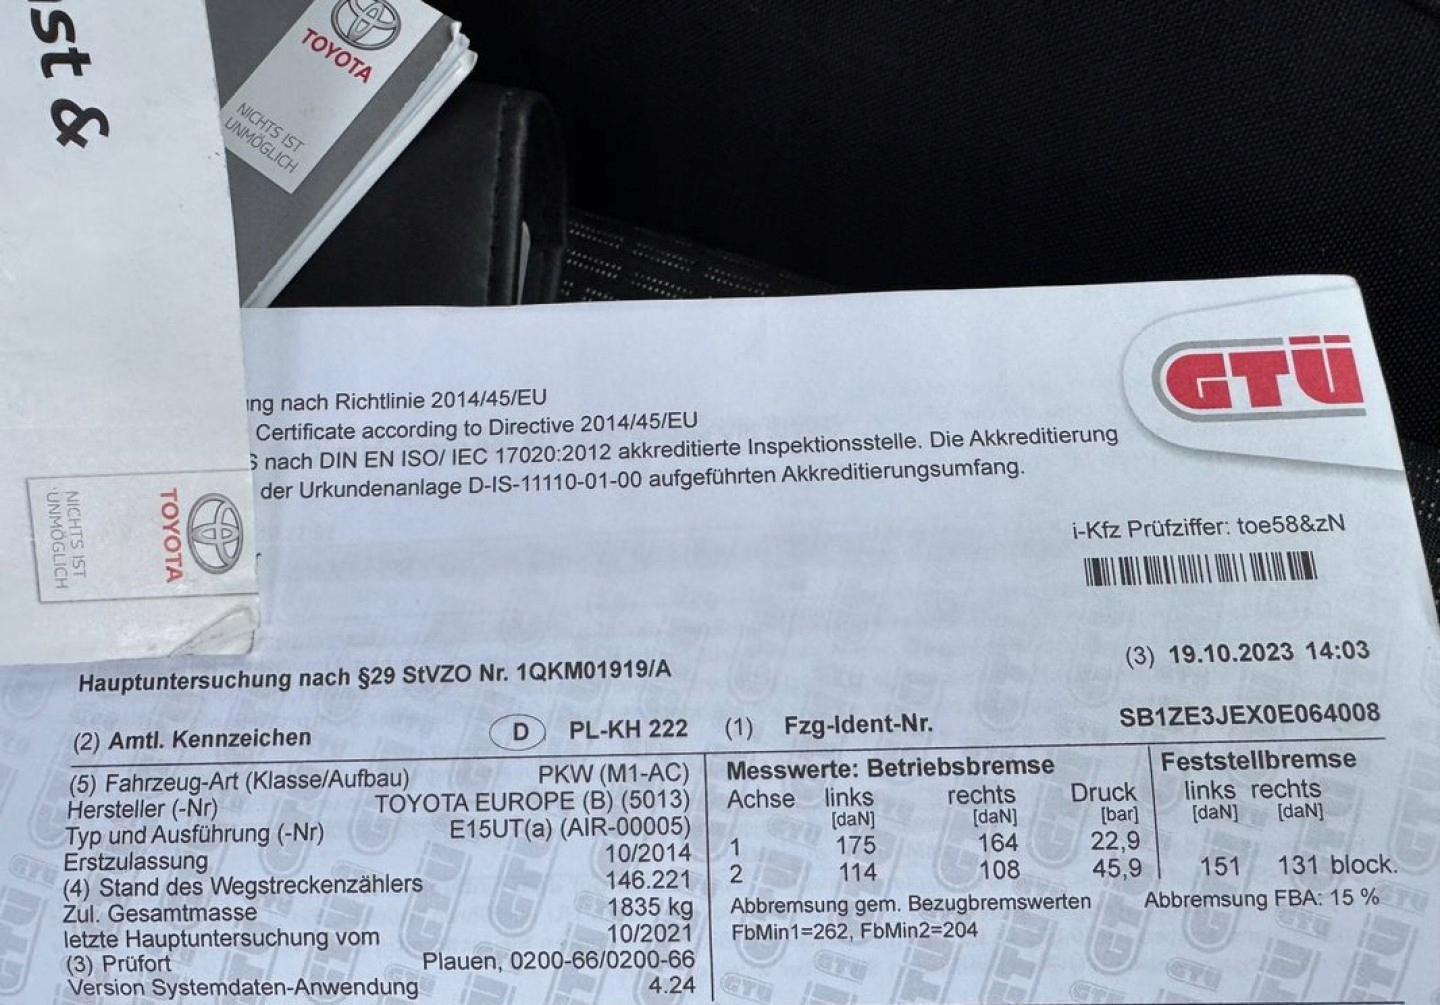 st &
TOYOTA
NICHTS IST
UNMÖGLICH
TOYOTA
NICHTS IST
UNMÖGLICH
GTÜ
ng nach Richtlinie 2014/45/EU
Certificate according to Directive 2014/45/EU
S nach DIN EN ISO/ IEC 17020:2012 akkreditierte Inspektionsstelle. Die Akkreditierung
der Urkundenanlage D-IS-11110-01-00 aufgeführten Akkreditierungsumfang.
i-Kfz Prüfziffer: toe58&zN
(3) 19.10.2023 14:03
Hauptuntersuchung nach §29 StVZO Nr. 1QKM01919/A
(2) Amtl. Kennzeichen D PL-KH 222 (1) Fzg-Ident-Nr. SB1ZE3JEX0E064008
(5) Fahrzeug-Art (Klasse/Aufbau) PKW (M1-AC)
Hersteller (-Nr) TOYOTA EUROPE (B) (5013)
Typ und Ausführung (-Nr) E15UT(a) (AIR-00005)
Erstzulassung 10/2014
(4) Stand des Wegstreckenzählers 146.221
Zul. Gesamtmasse 1835 kg
letzte Hauptuntersuchung vom 10/2021
(3) Prüfort Plauen, 0200-66/0200-66
Version Systemdaten-Anwendung 4.24
Messwerte: Betriebsbremse Feststellbremse
Achse links rechts Druck links rechts
[daN] [daN] [bar] [daN] [daN]
1 175 164 22,9
2 114 108 45,9 151 131 block.
Abbremsung gem. Bezugbremswerten Abbremsung FBA: 15 %
FbMin1=262, FbMin2=204